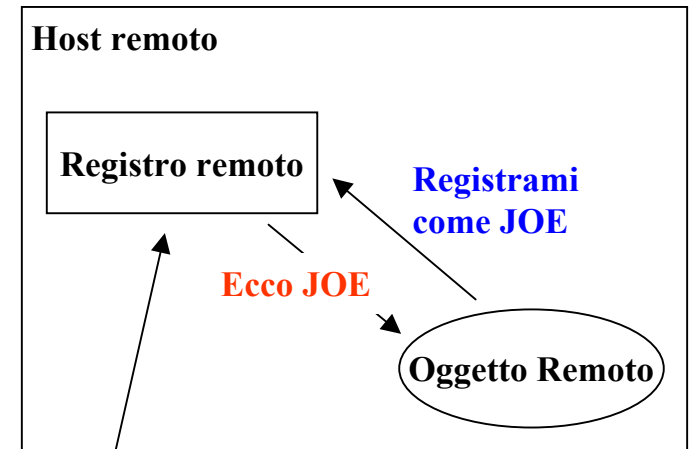 Host remoto
Registro remoto
Registrami
come JOE
Ecco JOE
Oggetto Remoto